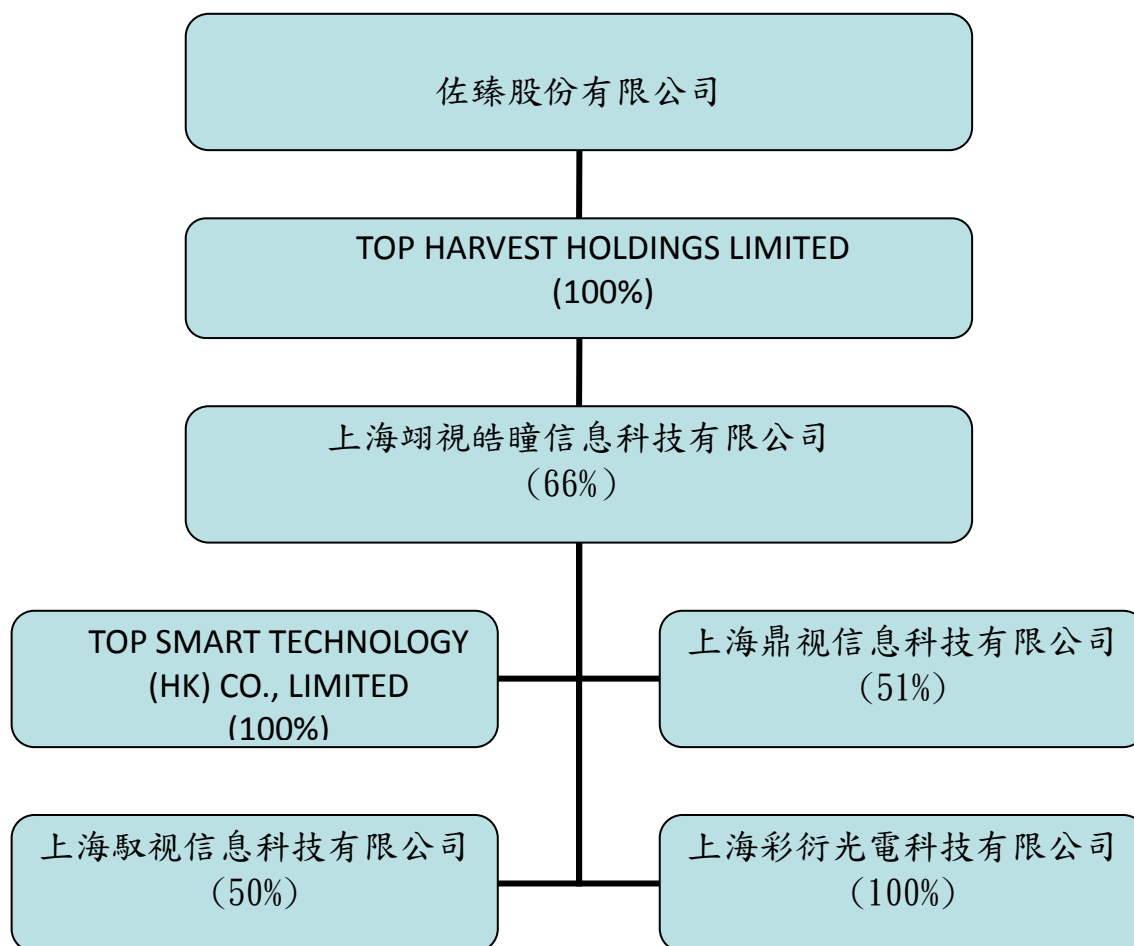 佐臻股份有限公司
TOP HARVEST HOLDINGS LIMITED
(100%)
上海翊視皓瞳信息科技有限公司
(66%)
TOP SMART TECHNOLOGY
(HK) CO., LIMITED
(100%)
上海鼎视信息科技有限公司
(51%)
上海馭视信息科技有限公司
(50%)
上海彩衍光電科技有限公司
(100%)